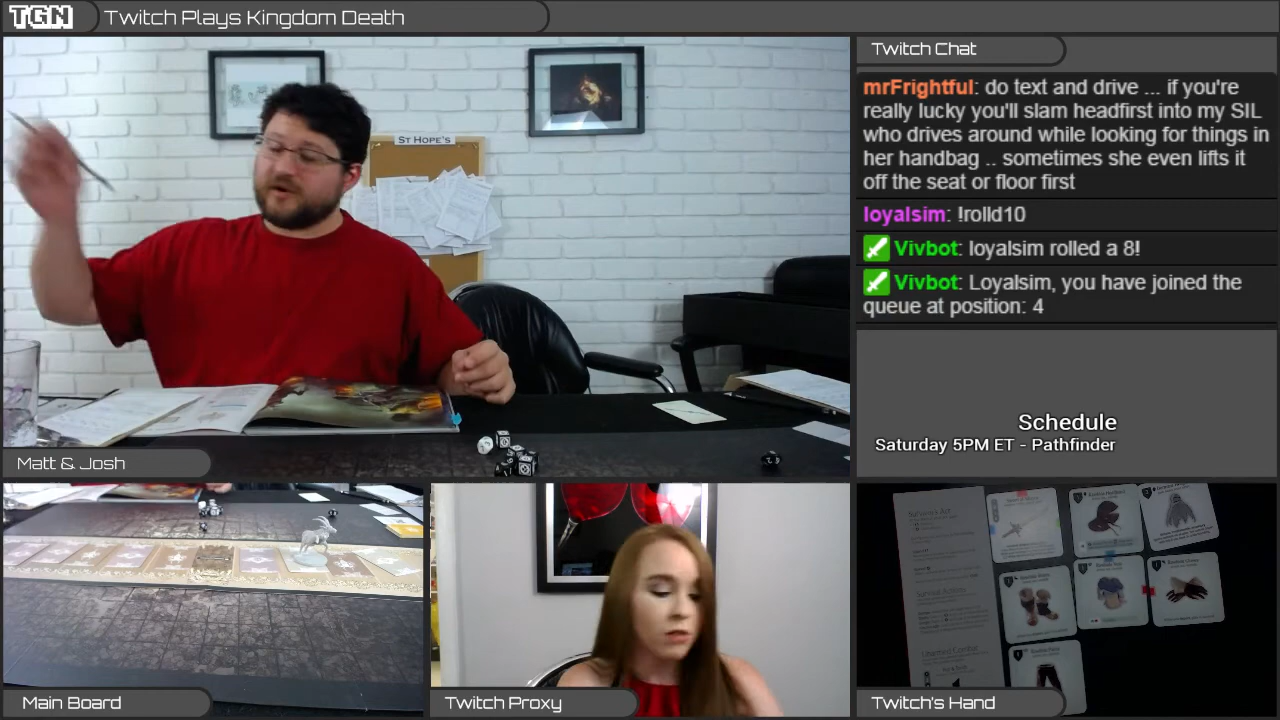 TGN
Twitch Plays Kingdom Death
ST HOPE'S
Matt & Josh
Main Board
Twitch Proxy
Twitch Chat
mrFrightful: do text and drive ... if you're
really lucky you'll slam headfirst into my SIL
who drives around while looking for things in
her handbag .. sometimes she even lifts it
off the seat or floor first
loyalsim: !rolld10
Vivbot: loyalsim rolled a 8!
Vivbot: Loyalsim, you have joined the
queue at position: 4
Schedule
Saturday 5PM ET - Pathfinder
Survival Actions
Twitch's Hand